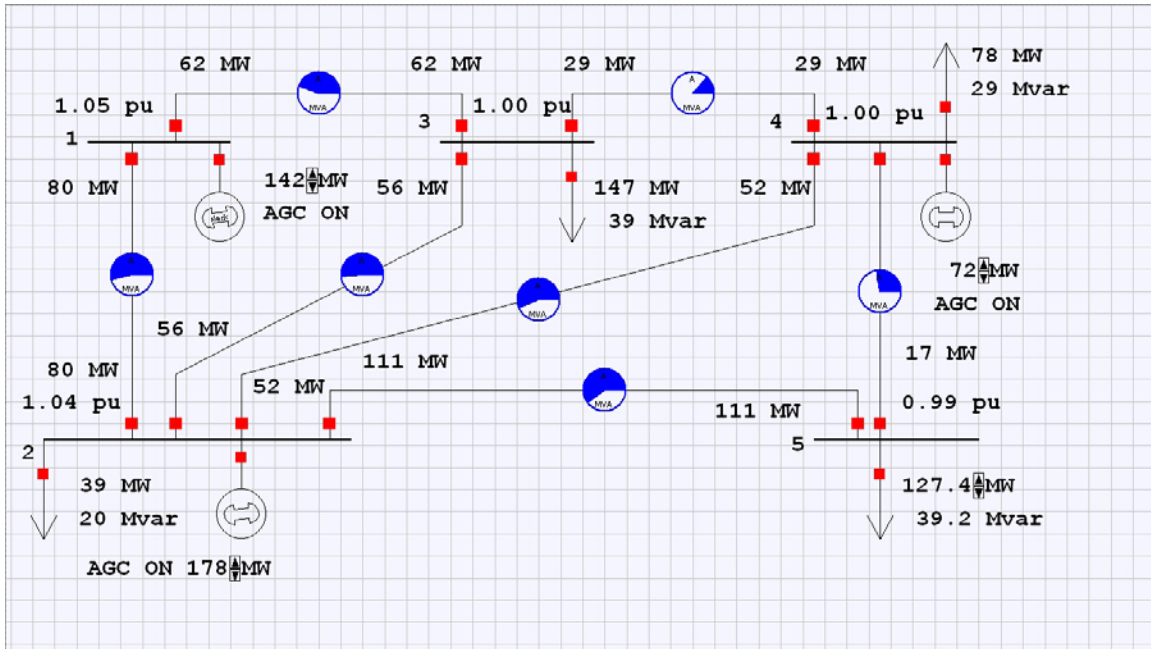 78 MW
62 MW
62 MW
29 MW
29 MW
A
A
29 Mvar
MVA
MVA
1.05 pu
1.00 pu
1.00 pu
1
3
4
80 MW
142 MW
56 MW
147 MW
52 MW
AGC ON
39 Mvar
slack
A
A
A
MVA
MVA
MVA
72 MW
MVA
AGC ON
56 MW
17 MW
80 MW
111 MW
52 MW
A
MVA
1.04 pu
111 MW
0.99 pu
2
5
39 MW
127.4 MW
20 Mvar
39.2 Mvar
AGC ON 178 MW